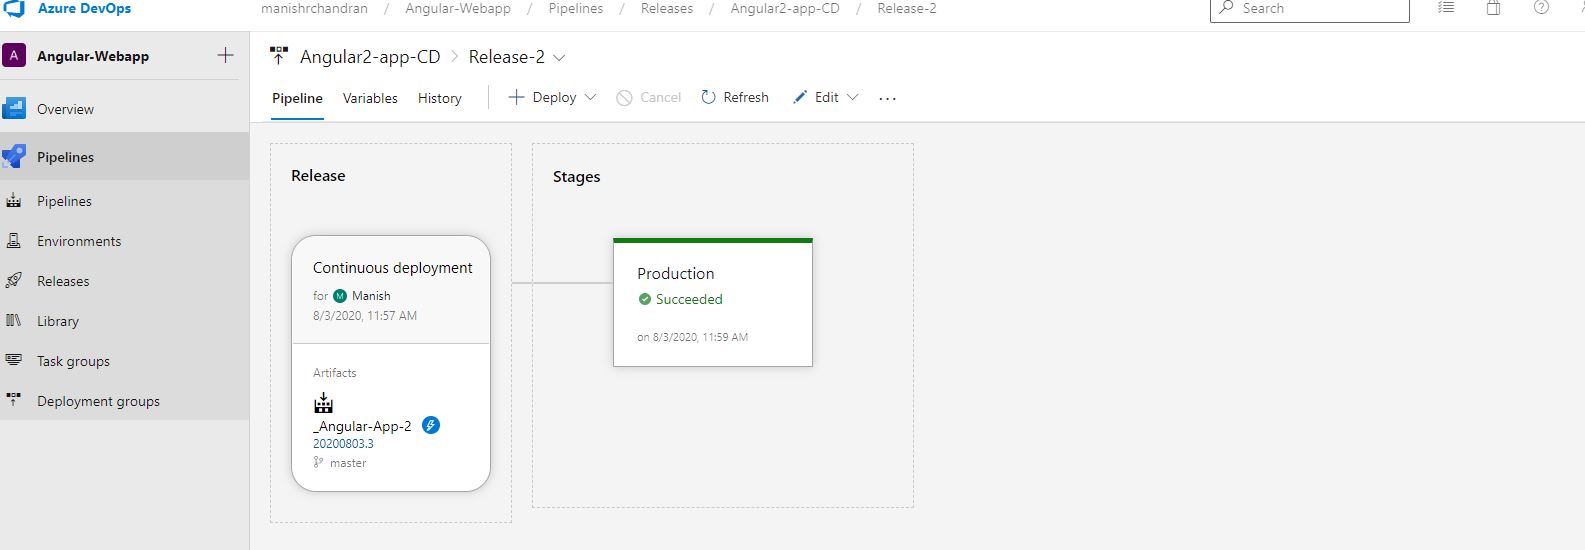 Azure DevOps
manishrchandran / Angular-Webapp / Pipelines / Releases / Angular2-app-CD / Release-2
Search
A Angular-Webapp
Overview
Pipelines
Pipelines
Environments
Releases
Library
Task groups
Deployment groups
Angular2-app-CD > Release-2
Pipeline Variables History
Deploy Cancel Refresh Edit ...
Release
Continuous deployment
for M Manish
8/3/2020, 11:57 AM
Artifacts
_Angular-App-2
20200803.3
master
Stages
Production
Succeeded
on 8/3/2020, 11:59 AM